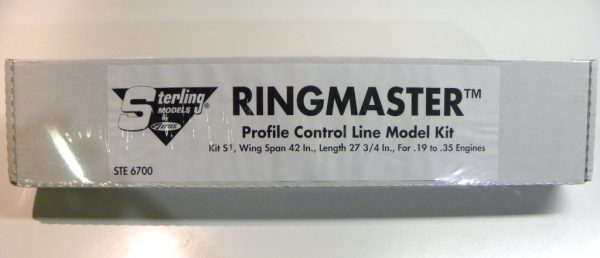 Sterling®
MODELS
by
RINGMASTER™
Profile Control Line Model Kit
Kit S1, Wing Span 42 In., Length 27 3/4 In., For .19 to .35 Engines
STE 6700